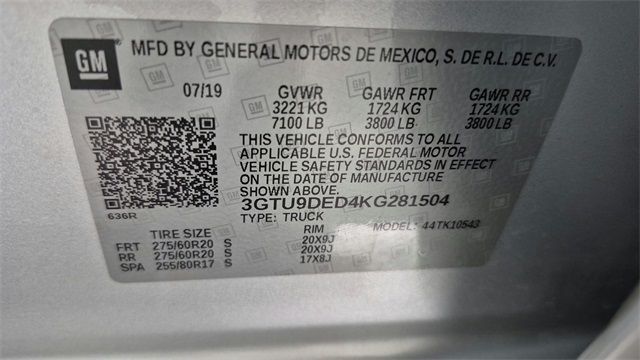 GM MFD BY GENERAL MOTORS DE MEXICO, S. DE R.L. DE C.V.
07/19 GVWR GAWR FRT GAWR RR
3221 KG 1724 KG 1724 KG
7100 LB 3800 LB 3800 LB
THIS VEHICLE CONFORMS TO ALL
APPLICABLE U.S. FEDERAL MOTOR
VEHICLE SAFETY STANDARDS IN EFFECT
ON THE DATE OF MANUFACTURE
SHOWN ABOVE.
3GTU9DED4KG281504
636R TYPE: TRUCK MODEL: 44TK10543
TIRE SIZE RIM
FRT 275/60R20 S 20X9J
RR 275/60R20 S 20X9J
SPA 255/80R17 S 17X8J